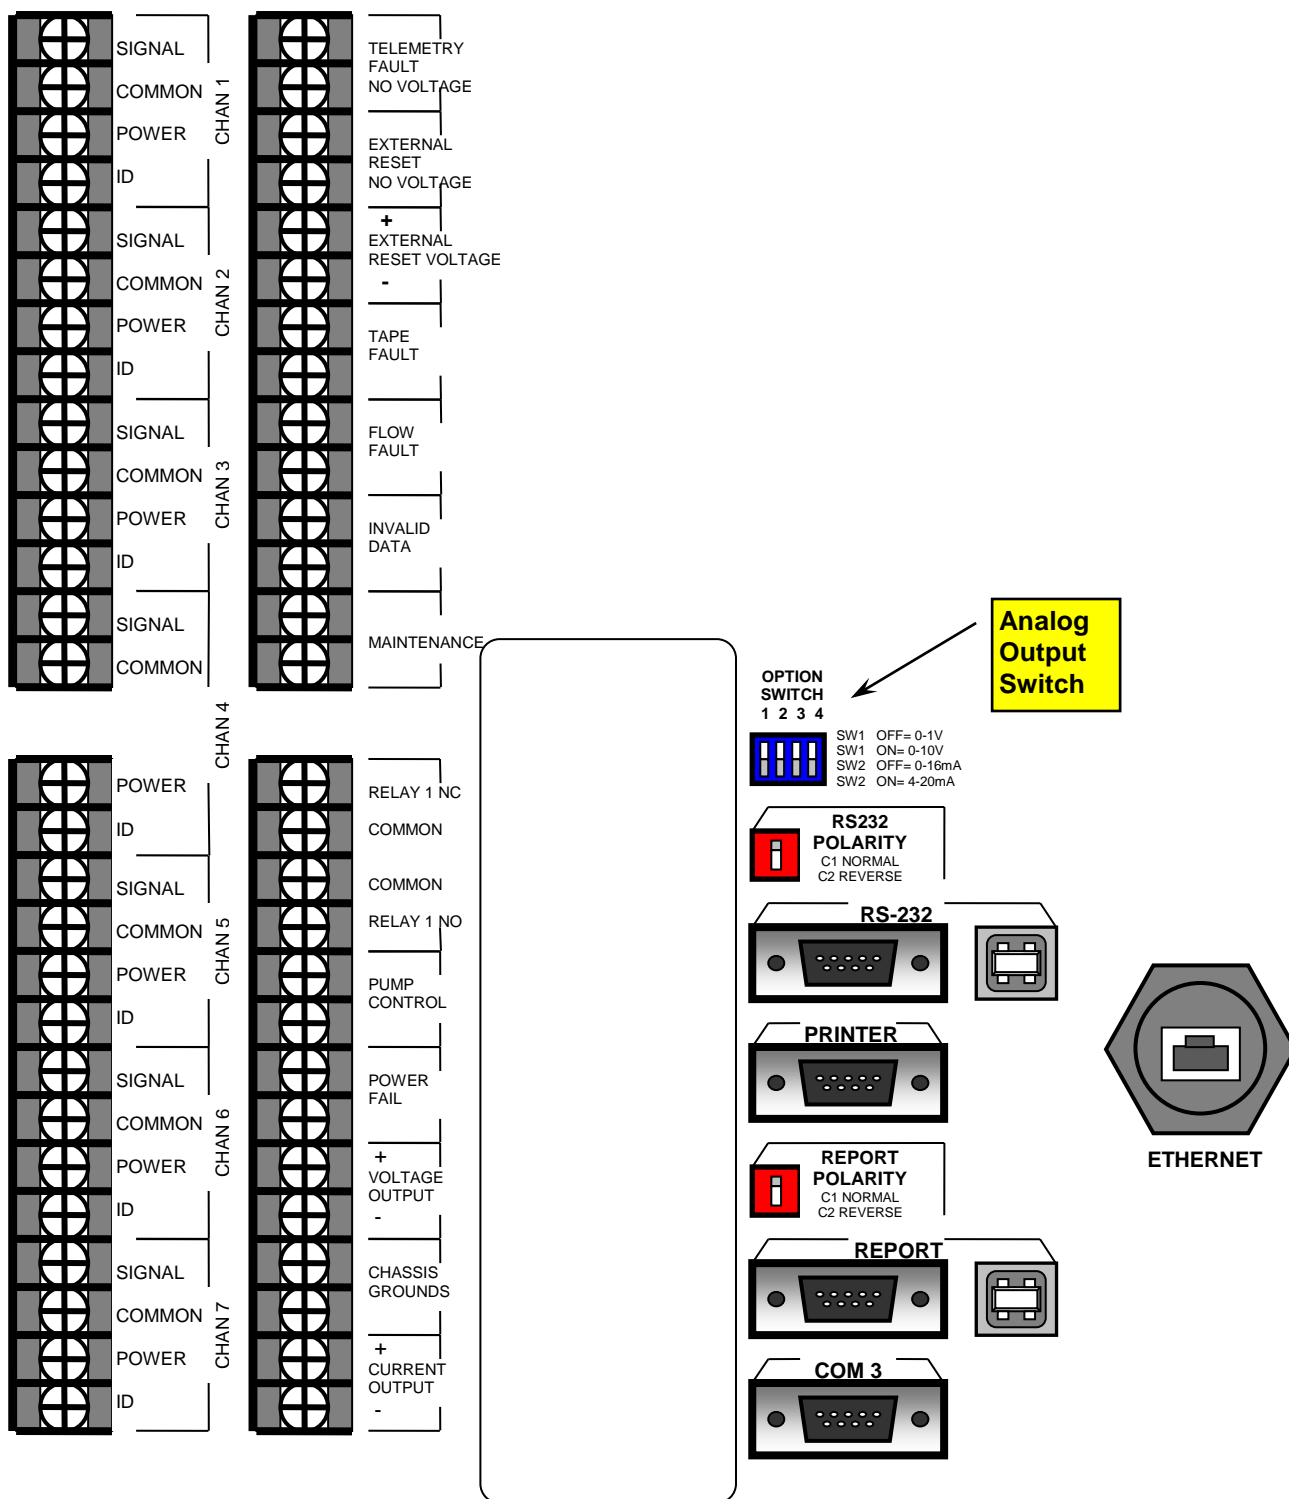 SIGNAL
COMMON
POWER
ID
CHAN 1
SIGNAL
COMMON
POWER
ID
CHAN 2
SIGNAL
COMMON
POWER
ID
CHAN 3
SIGNAL
COMMON
POWER
ID
CHAN 4
SIGNAL
COMMON
POWER
ID
CHAN 5
SIGNAL
COMMON
POWER
ID
CHAN 6
SIGNAL
COMMON
POWER
ID
CHAN 7
TELEMETRY
FAULT
NO VOLTAGE
EXTERNAL
RESET
NO VOLTAGE
+
EXTERNAL
RESET VOLTAGE
-
TAPE
FAULT
FLOW
FAULT
INVALID
DATA
MAINTENANCE
RELAY 1 NC
COMMON
COMMON
RELAY 1 NO
PUMP
CONTROL
POWER
FAIL
+
VOLTAGE
OUTPUT
-
CHASSIS
GROUNDS
+
CURRENT
OUTPUT
-
Analog
Output
Switch
OPTION
SWITCH
1 2 3 4
SW1 OFF= 0-1V
SW1 ON= 0-10V
SW2 OFF= 0-16mA
SW2 ON= 4-20mA
RS232
POLARITY
C1 NORMAL
C2 REVERSE
RS-232
PRINTER
REPORT
POLARITY
C1 NORMAL
C2 REVERSE
REPORT
COM 3
ETHERNET